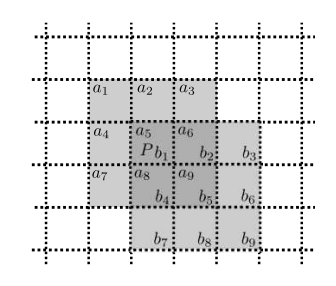 a₁ a₂ a₃
a₄ a₅ a₆
P b₁ b₂ b₃
a₇ a₈ a₉
b₄ b₅ b₆
b₇ b₈ b₉